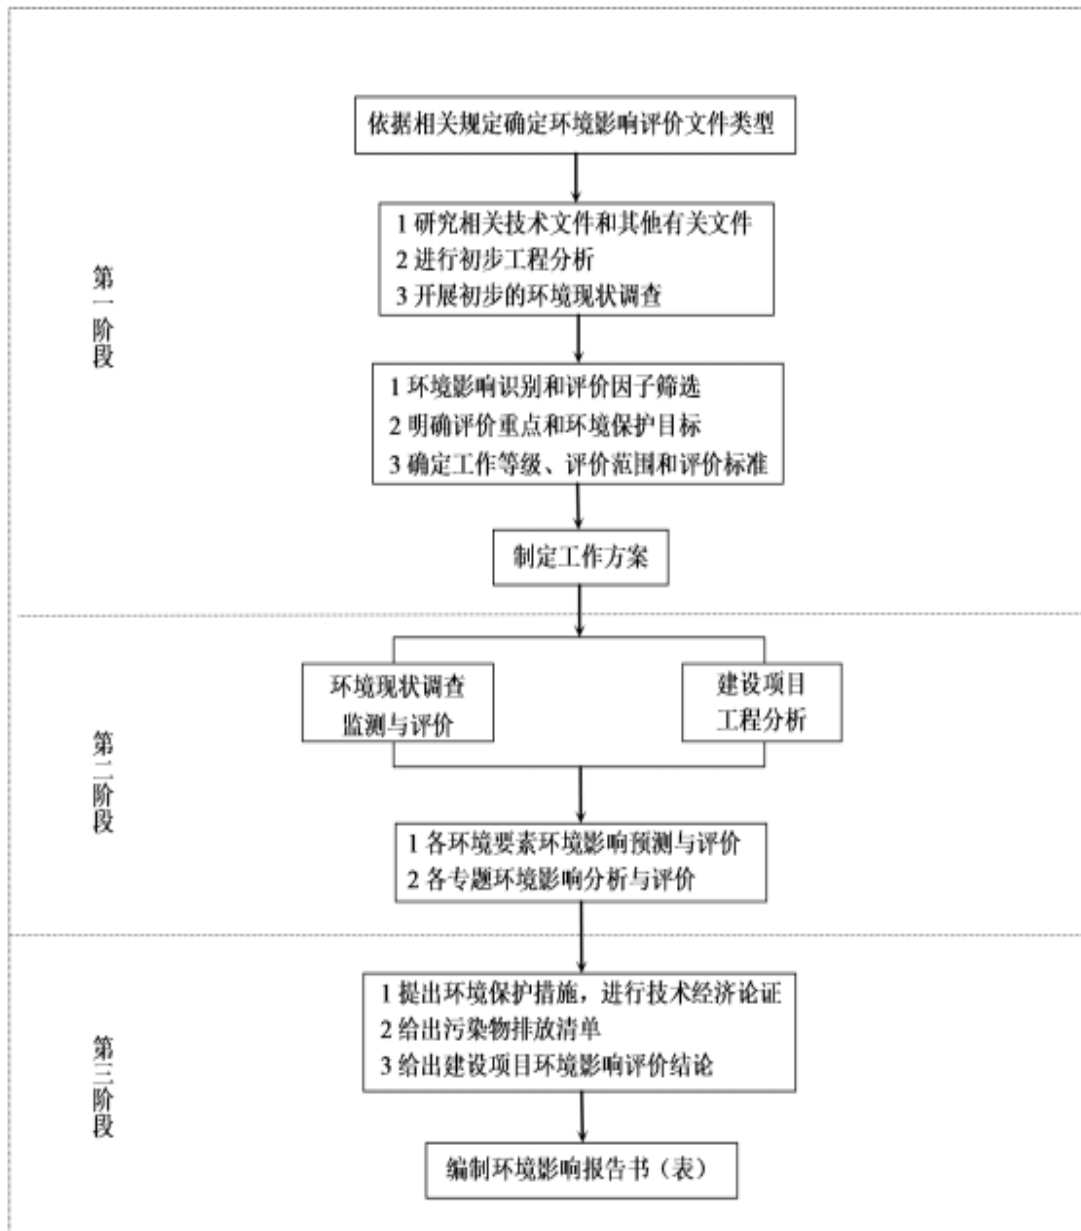 依据相关规定确定环境影响评价文件类型
1 研究相关技术文件和其他有关文件
2 进行初步工程分析
3 开展初步的环境现状调查
第一阶段
1 环境影响识别和评价因子筛选
2 明确评价重点和环境保护目标
3 确定工作等级、评价范围和评价标准
制定工作方案
环境现状调查
监测与评价
建设项目
工程分析
第二阶段
1 各环境要素环境影响预测与评价
2 各专题环境影响分析与评价
1 提出环境保护措施，进行技术经济论证
2 给出污染物排放清单
3 给出建设项目环境影响评价结论
第三阶段
编制环境影响报告书（表）